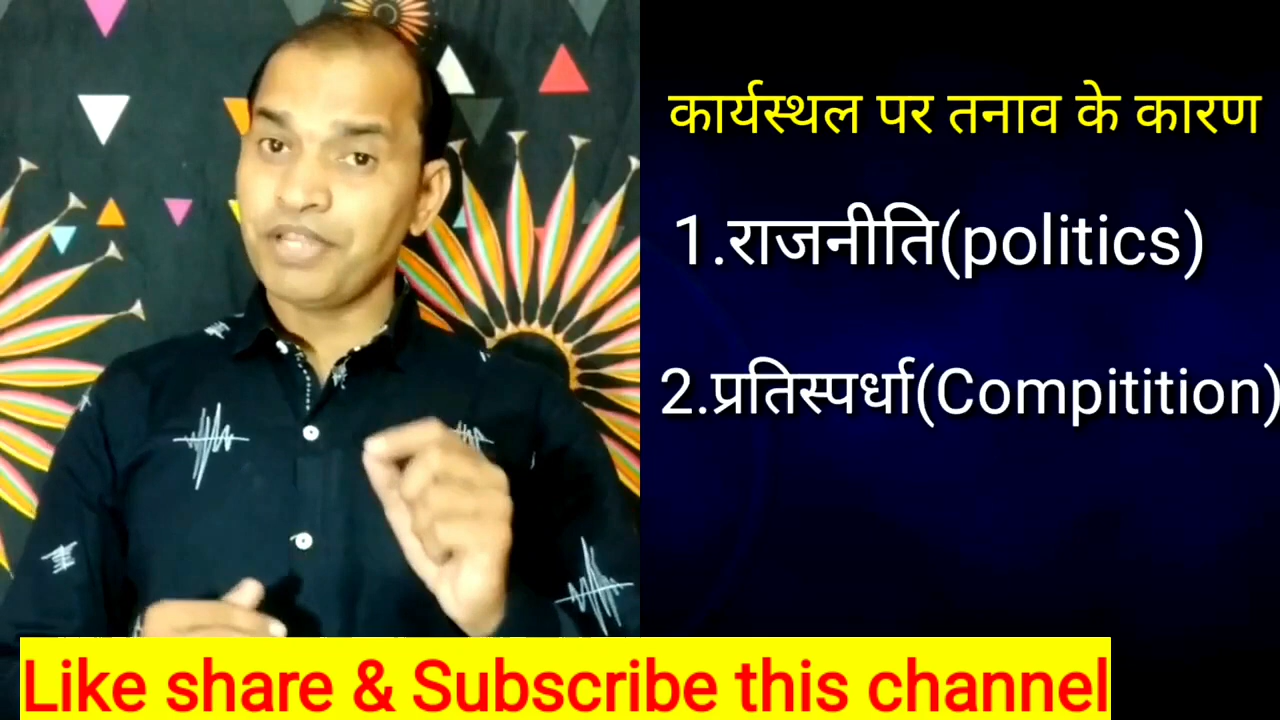 कार्यस्थल पर तनाव के कारण
1.राजनीति(politics)
2.प्रतिस्पर्धा(Compitition)
Like share & Subscribe this channel